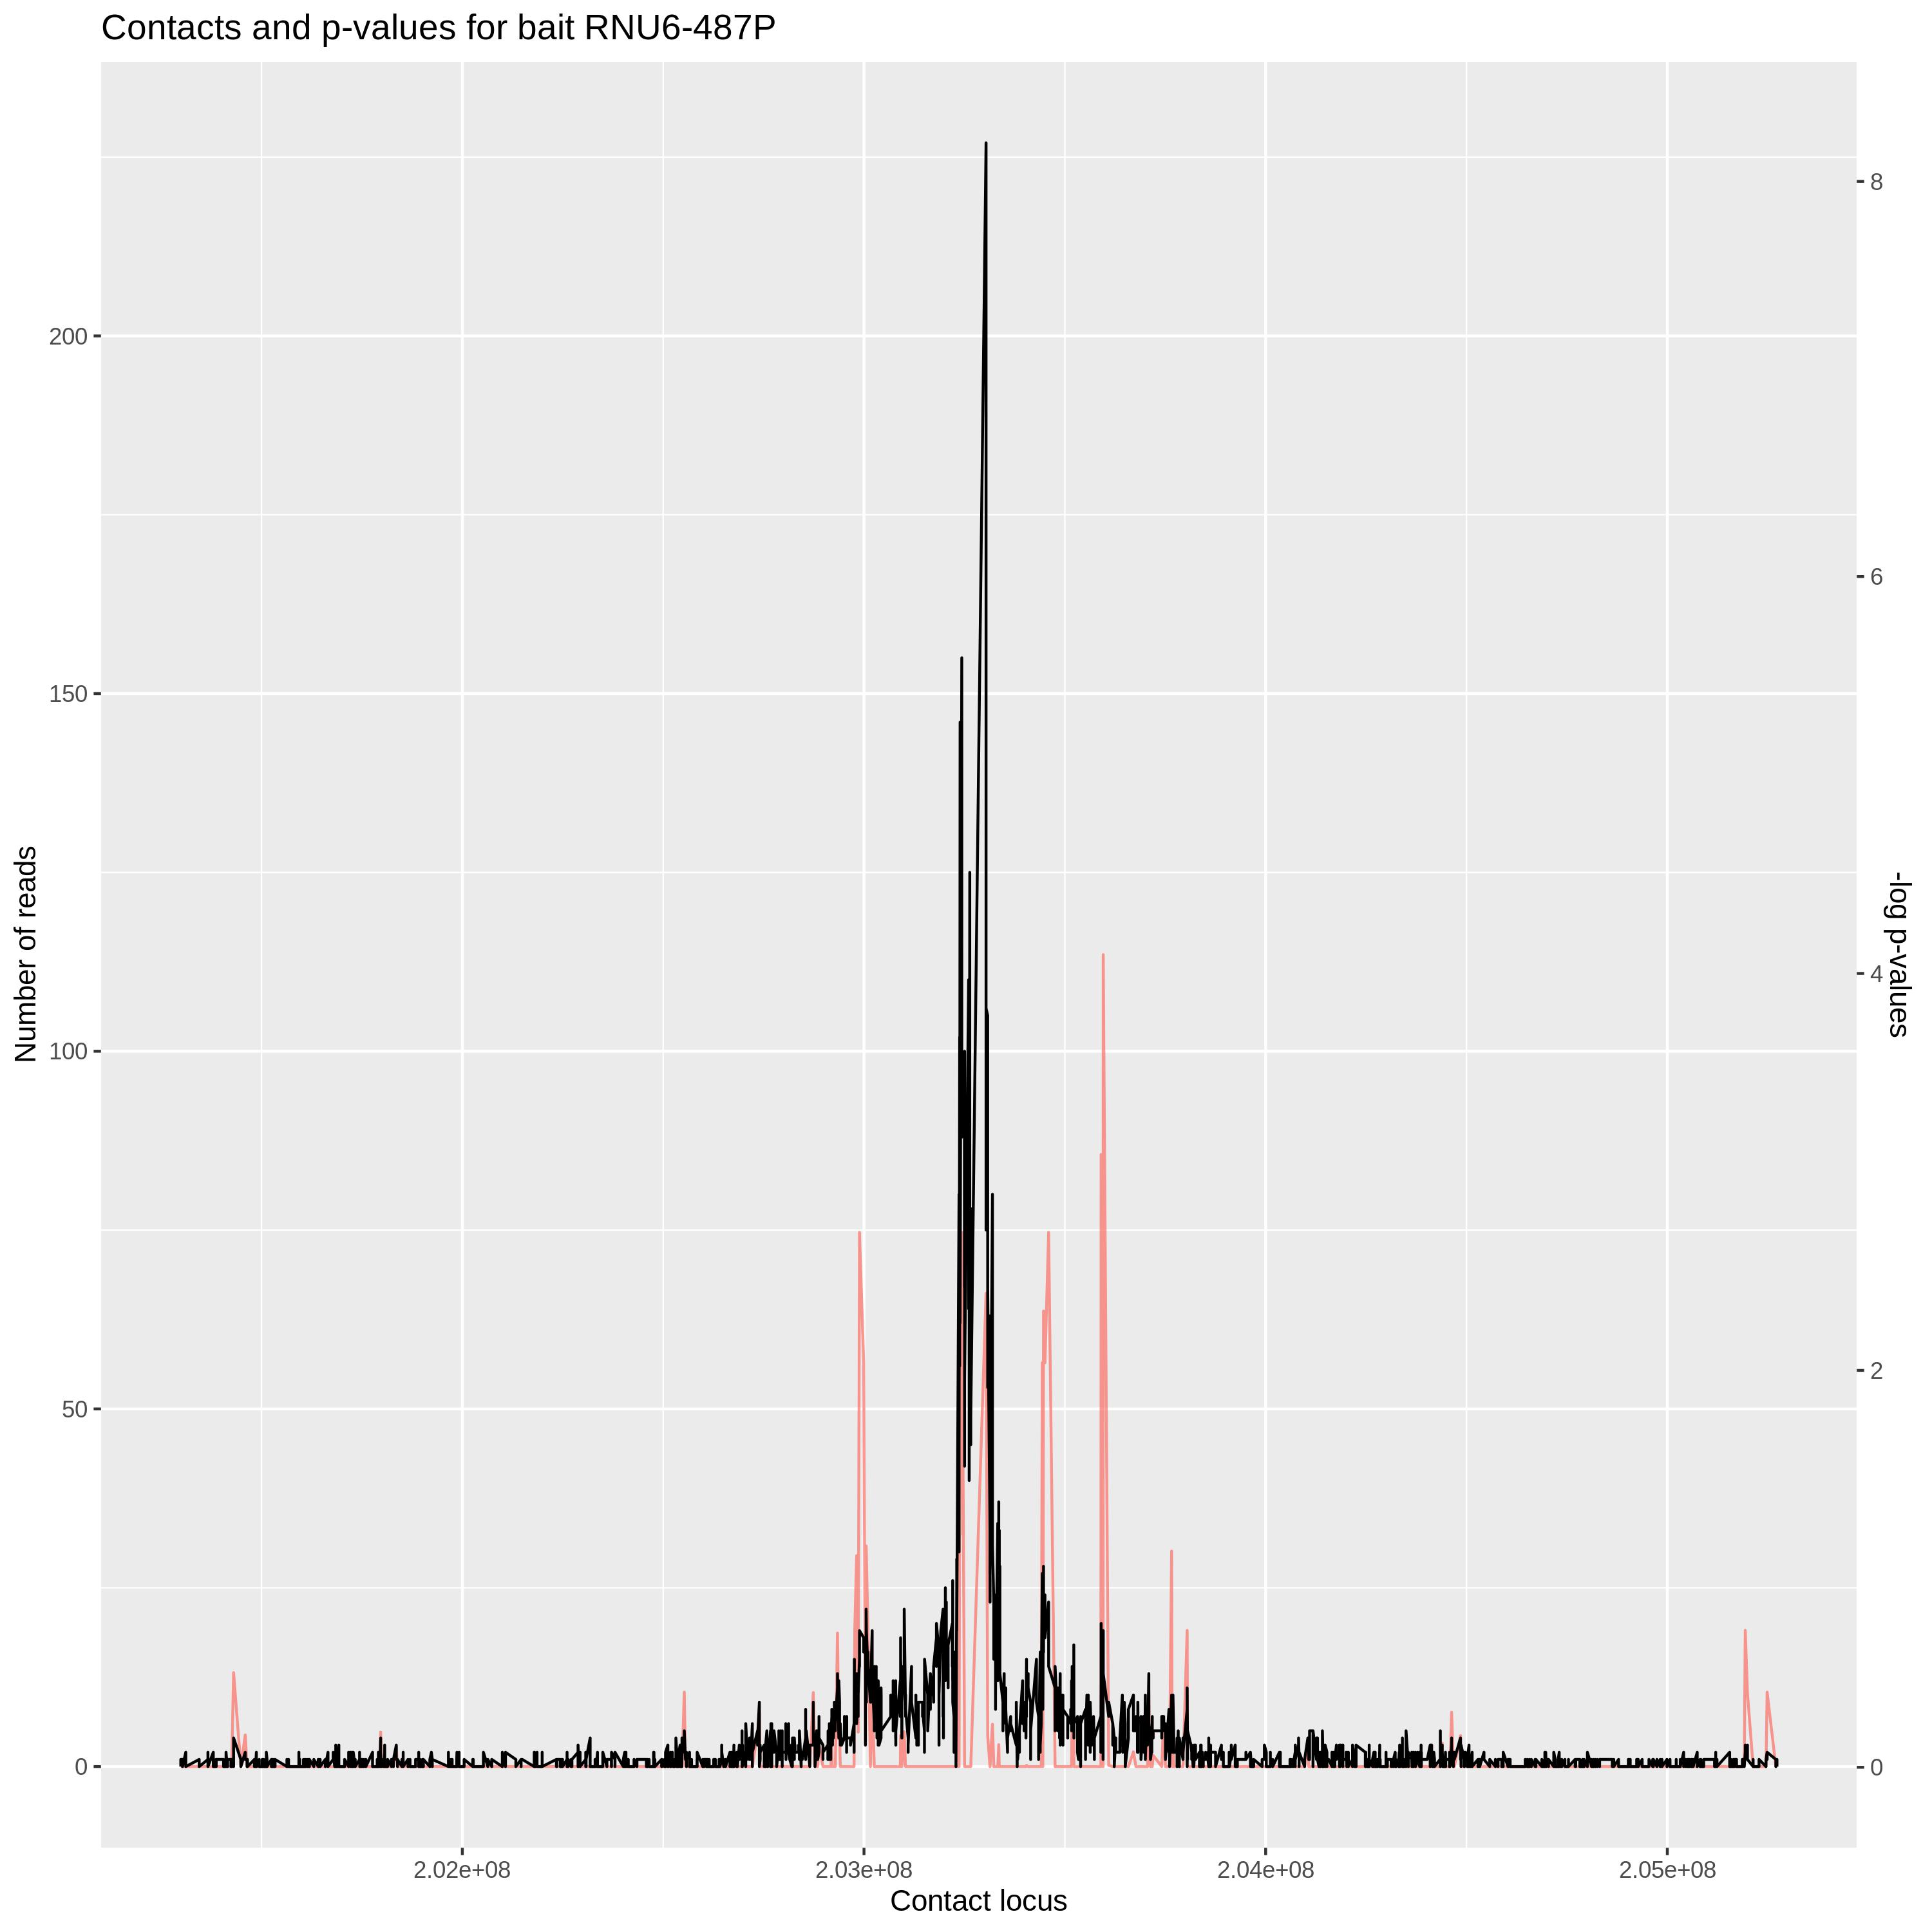 Contacts and p-values for bait RNU6-487P
Number of reads
200
150
100
50
0
8
6
4
2
0
-log p-values
2.02e+08
2.03e+08
2.04e+08
2.05e+08
Contact locus